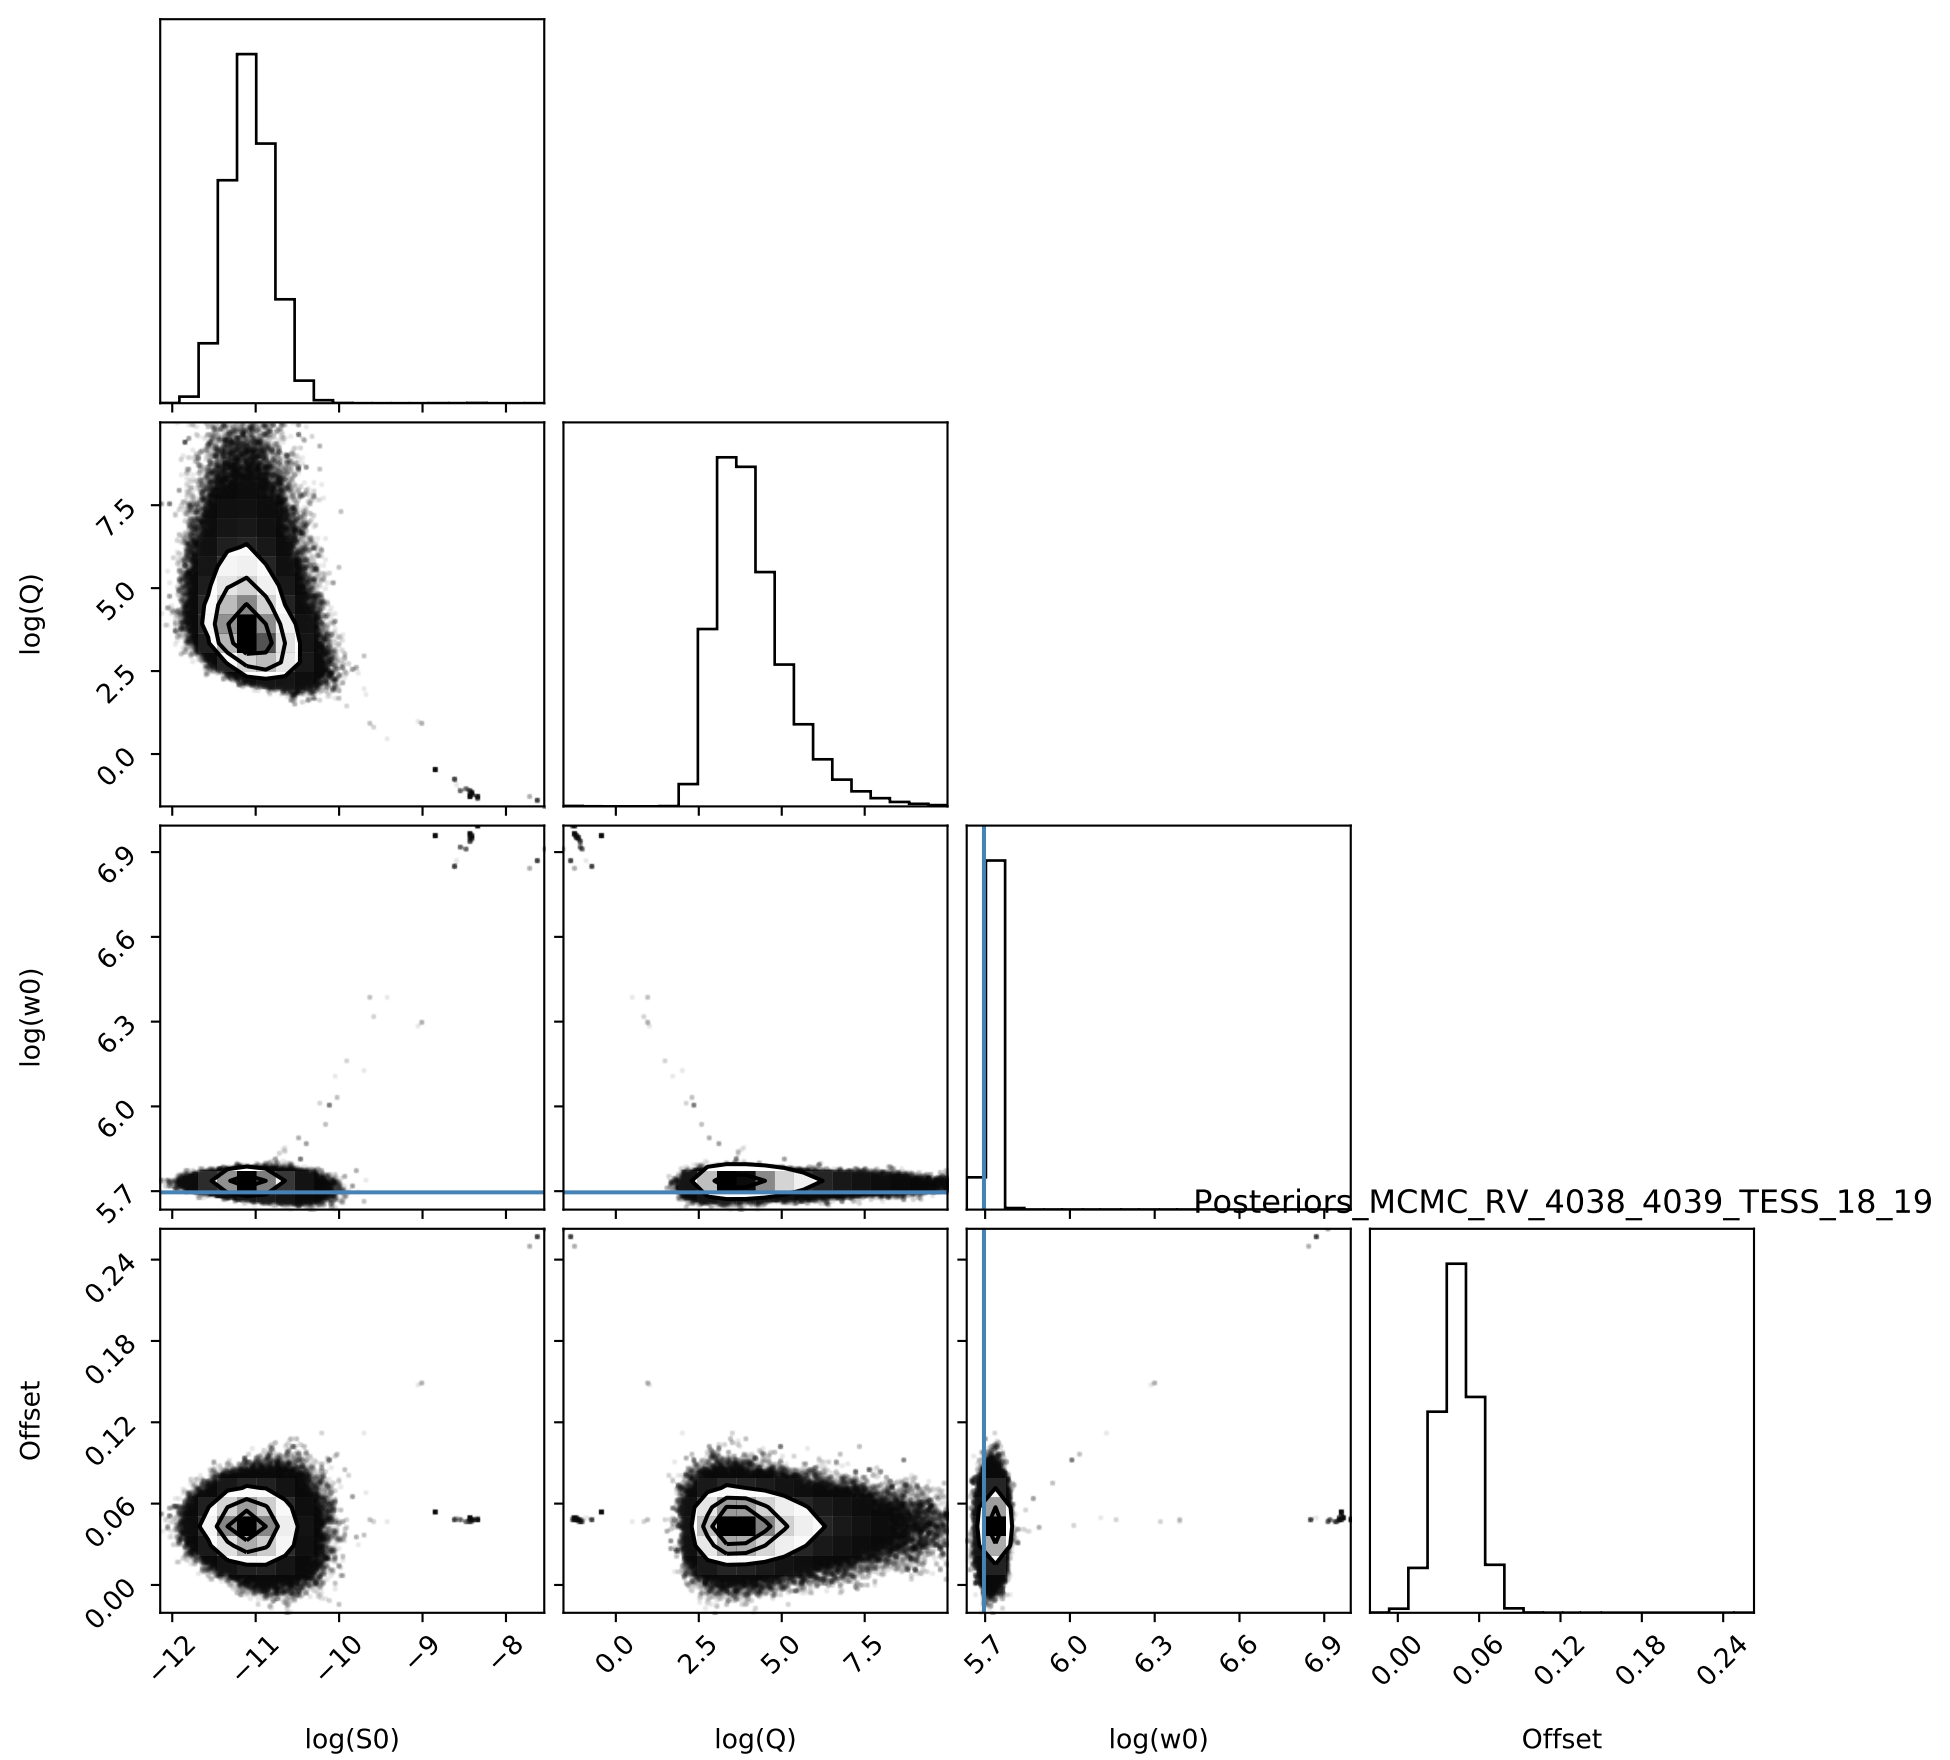 log(Q)
7.5
5.0
2.5
0.0
log(w0)
6.9
6.6
6.3
6.0
5.7
Posteriors_MCMC_RV_4038_4039_TESS_18_19
Offset
0.24
0.18
0.12
0.06
0.00
−12 −11 −10 −9 −8 0.0 2.5 5.0 7.5 5.7 6.0 6.3 6.6 6.9 0.00 0.06 0.12 0.18 0.24
log(S0) log(Q) log(w0) Offset